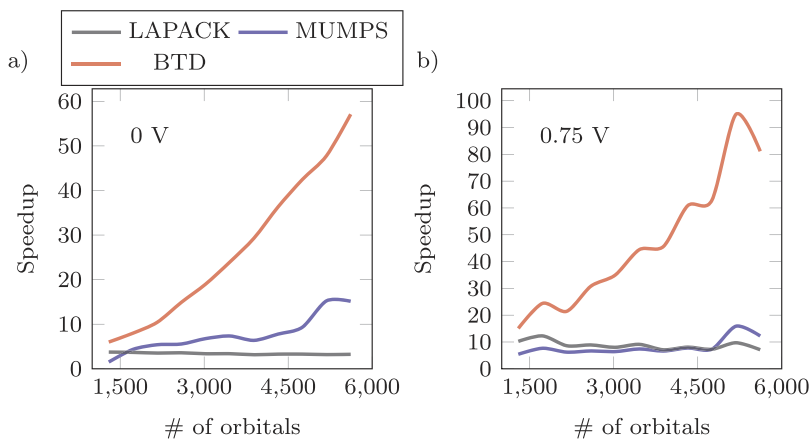 LAPACK MUMPS
BTD
a)
0 V
60
50
40
30
20
10
0
1,500 3,000 4,500 6,000
Speedup
# of orbitals
b)
0.75 V
100
90
80
70
60
50
40
30
20
10
0
1,500 3,000 4,500 6,000
Speedup
# of orbitals